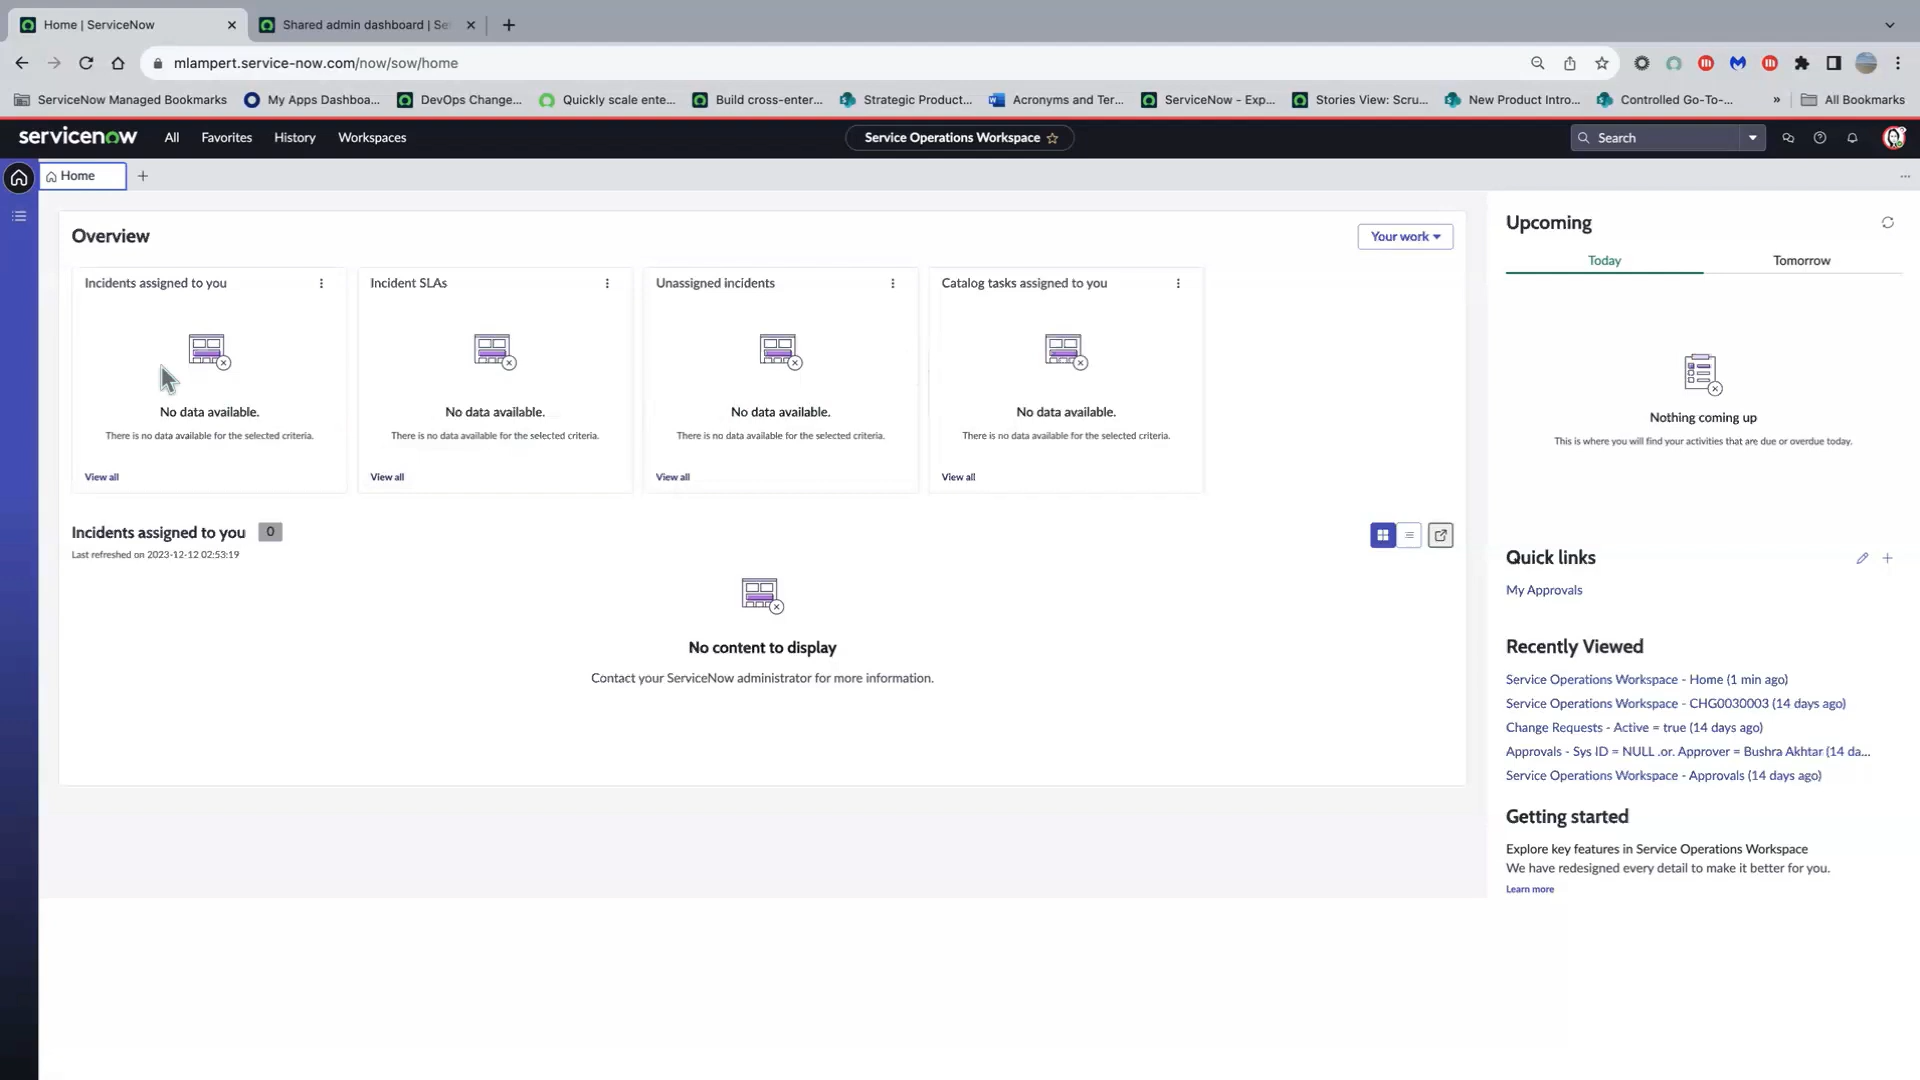 Home | ServiceNow
Shared admin dashboard | Se
mlampert.service-now.com/now/sow/home
ServiceNow Managed Bookmarks
My Apps Dashboa...
DevOps Change...
Quickly scale ente...
Build cross-enter...
Strategic Product...
Acronyms and Ter...
ServiceNow - Exp...
Stories View: Scru...
New Product Intro...
Controlled Go-To-...
»
All Bookmarks
servicenow
All
Favorites
History
Workspaces
Service Operations Workspace
Search
Home
Overview
Your work
Incidents assigned to you
Incident SLAs
Unassigned incidents
Catalog tasks assigned to you
No data available.
No data available.
No data available.
No data available.
There is no data available for the selected criteria.
There is no data available for the selected criteria.
There is no data available for the selected criteria.
There is no data available for the selected criteria.
View all
View all
View all
View all
Incidents assigned to you 0
Last refreshed on 2023-12-12 02:53:19
No content to display
Contact your ServiceNow administrator for more information.
Upcoming
Today
Tomorrow
Nothing coming up
This is where you will find your activities that are due or overdue today.
Quick links
My Approvals
Recently Viewed
Service Operations Workspace - Home (1 min ago)
Service Operations Workspace - CHG0030003 (14 days ago)
Change Requests - Active = true (14 days ago)
Approvals - Sys ID = NULL .or. Approver = Bushra Akhtar (14 da...
Service Operations Workspace - Approvals (14 days ago)
Getting started
Explore key features in Service Operations Workspace
We have redesigned every detail to make it better for you.
Learn more